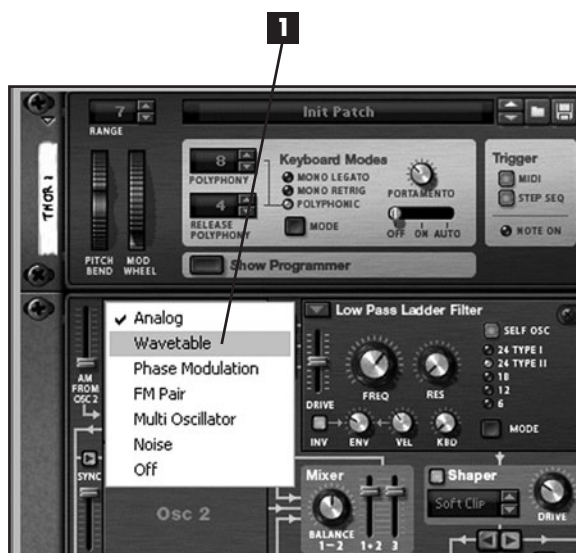 1
7
Init Patch
RANGE
8
POLYPHONY
4
RELEASE
POLYPHONY
Keyboard Modes
MONO LEGATO
MONO RETRIG
POLYPHONIC
MODE
PORTAMENTO
OFF ON AUTO
Trigger
MIDI
STEP SEQ
NOTE ON
THOR 1
PITCH
BEND
MOD
WHEEL
Show Programmer
✓ Analog
Wavetable
Phase Modulation
FM Pair
Multi Oscillator
Noise
Off
AM
FROM
OSC 2
SYNC
Osc 2
Low Pass Ladder Filter
DRIVE
FREQ
RES
SELF OSC
24 TYPE I
24 TYPE II
18
12
6
MODE
INV
ENV
VEL
KBD
Mixer
BALANCE
1–2
1+2 3
Shaper
Soft Clip
DRIVE